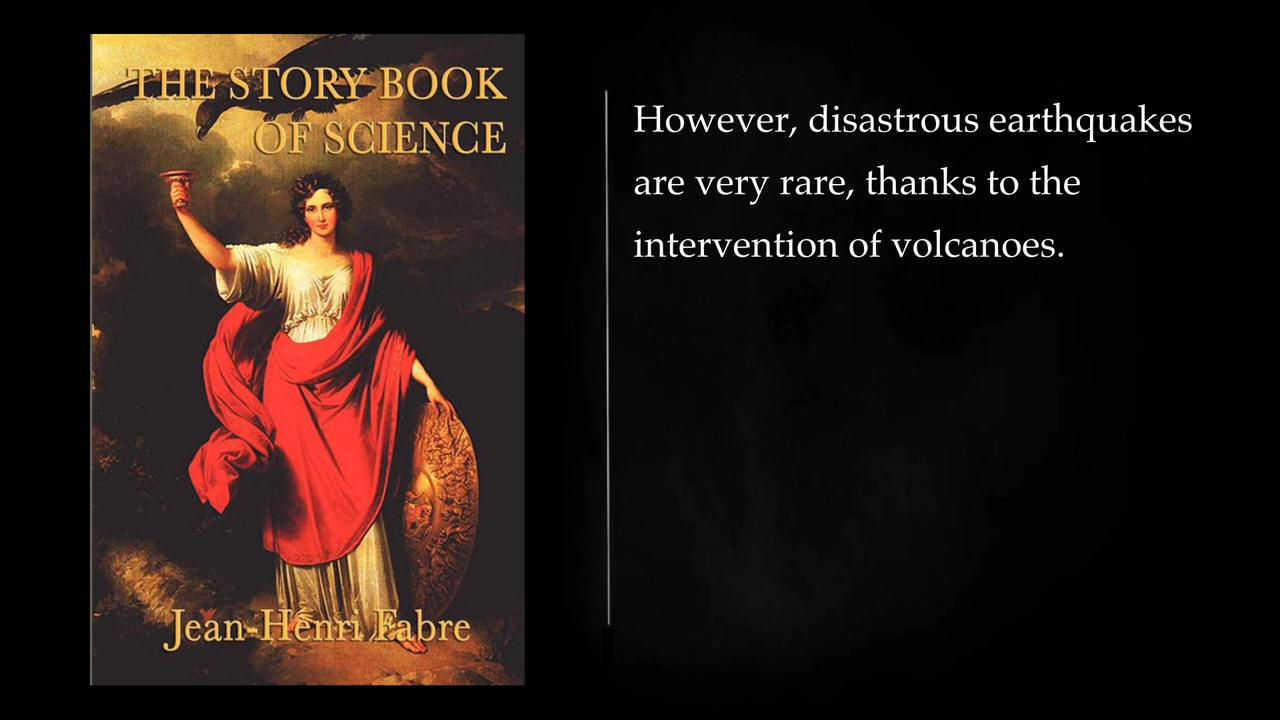 THE STORY BOOK
OF SCIENCE
Jean-Henri Fabre
However, disastrous earthquakes
are very rare, thanks to the
intervention of volcanoes.